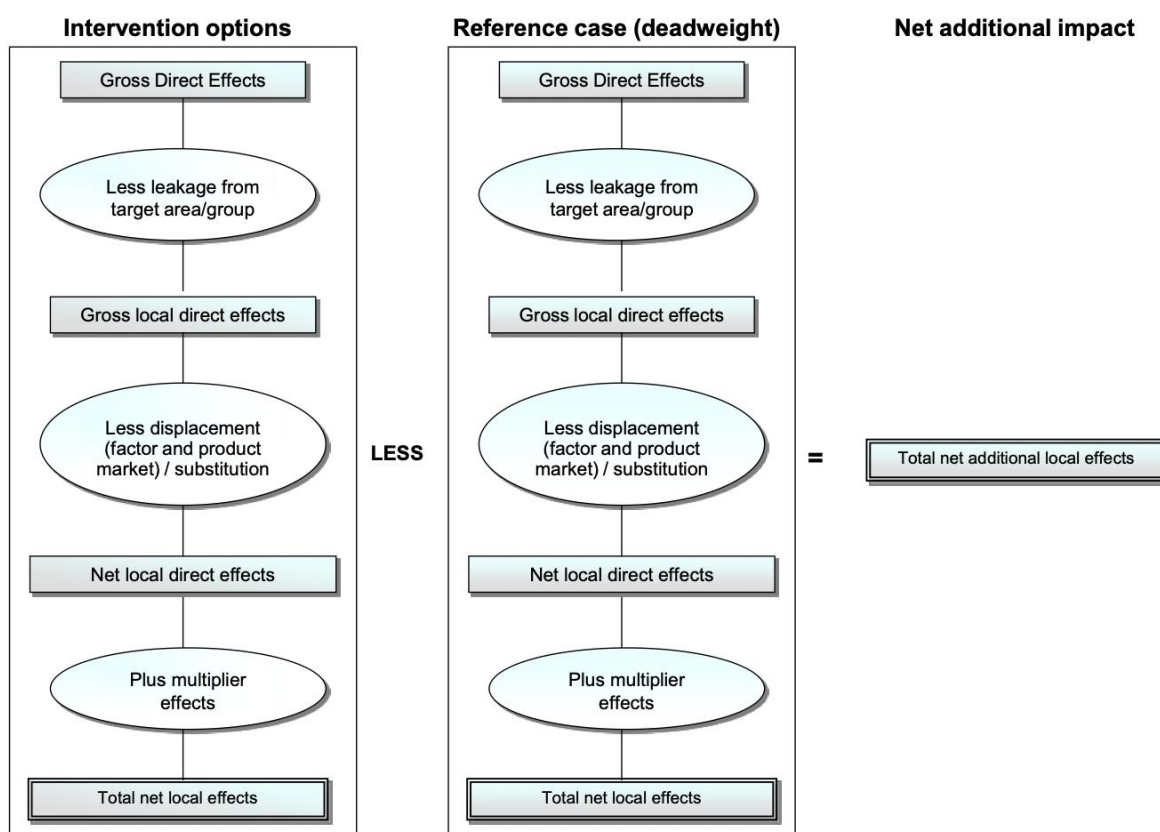 Intervention options
Gross Direct Effects
Less leakage from
target area/group
Gross local direct effects
Less displacement
(factor and product
market) / substitution
Net local direct effects
Plus multiplier
effects
Total net local effects
LESS
Reference case (deadweight)
Gross Direct Effects
Less leakage from
target area/group
Gross local direct effects
Less displacement
(factor and product
market) / substitution
Net local direct effects
Plus multiplier
effects
Total net local effects
=
Net additional impact
Total net additional local effects